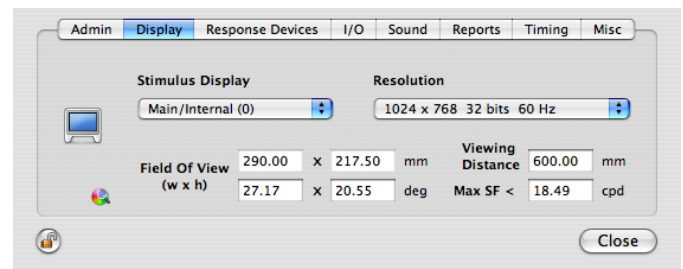 Admin Display Response Devices I/O Sound Reports Timing Misc
Stimulus Display Resolution
Main/Internal (0) 1024 x 768 32 bits 60 Hz
Field Of View 290.00 x 217.50 mm Viewing Distance 600.00 mm
(w x h) 27.17 x 20.55 deg Max SF < 18.49 cpd
Close